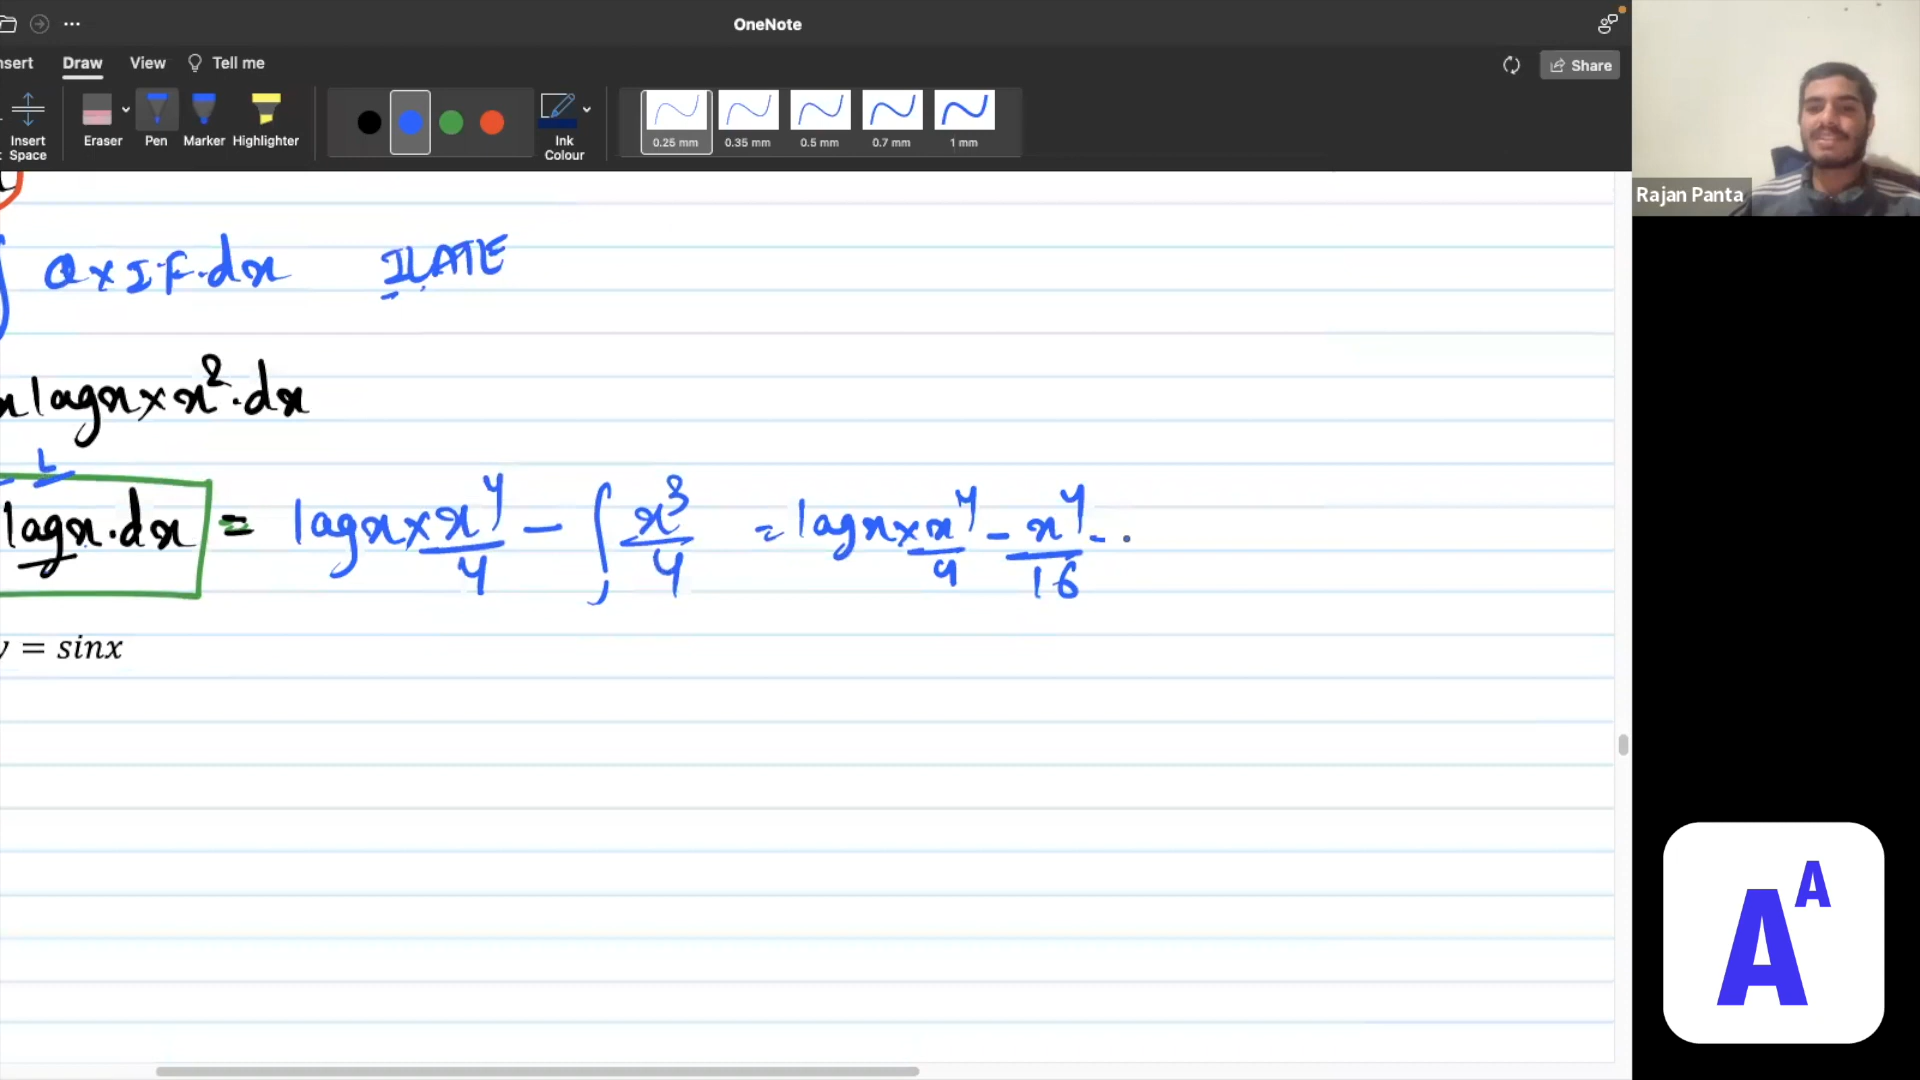 OneNote
nsert Draw View Tell me
Share
Insert Space
Eraser
Pen
Marker
Highlighter
Ink Colour
0.25 mm
0.35 mm
0.5 mm
0.7 mm
1 mm
Rajan Panta
∫ Q x I.F. dx ILATE
x logx × x².dx
L
logx.dx = logx × x⁴/4 − ∫ x³/4 = logx × x⁴/4 − x⁴/16 - .
y = sinx
A A